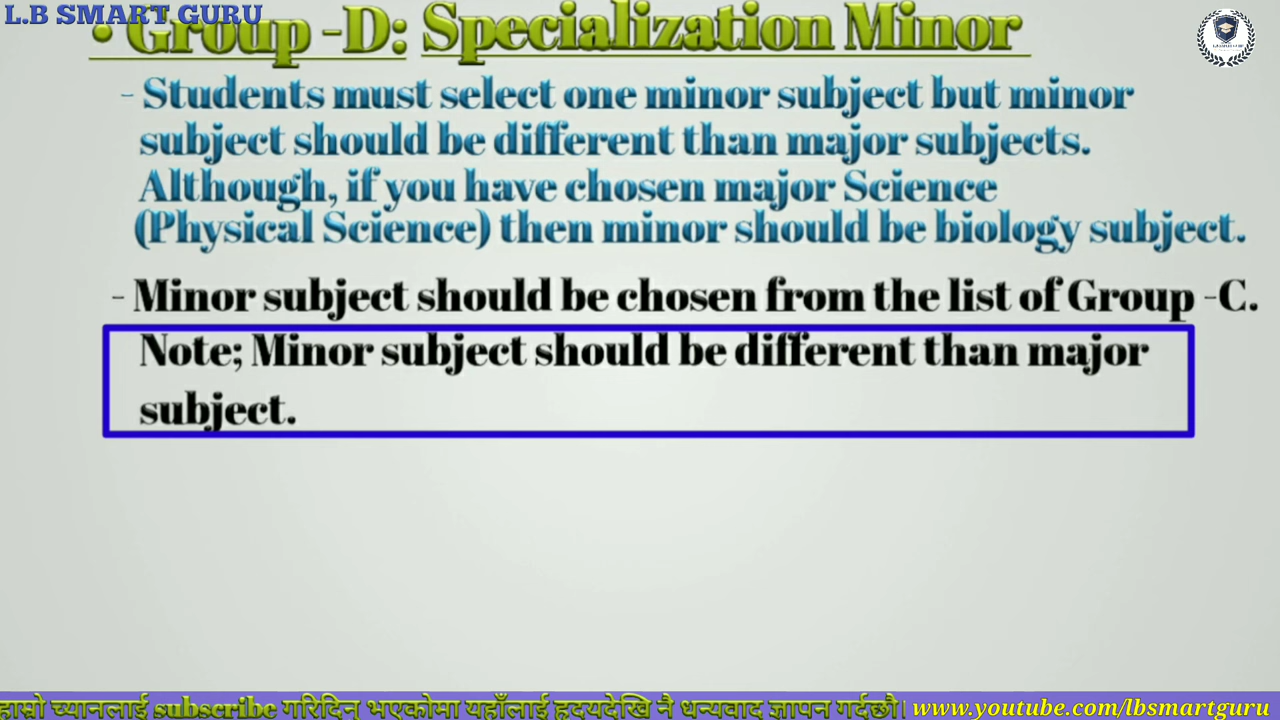 L.B SMART GURU
• Group -D: Specialization Minor
- Students must select one minor subject but minor
subject should be different than major subjects.
Although, if you have chosen major Science
(Physical Science) then minor should be biology subject.
- Minor subject should be chosen from the list of Group -C.
Note; Minor subject should be different than major
subject.
हाम्रो च्यानलाई subscribe गरिदिनु भएकोमा यहाँलाई हृदयदेखि नै धन्यवाद ज्ञापन गर्दछौ। www.youtube.com/lbsmartguru